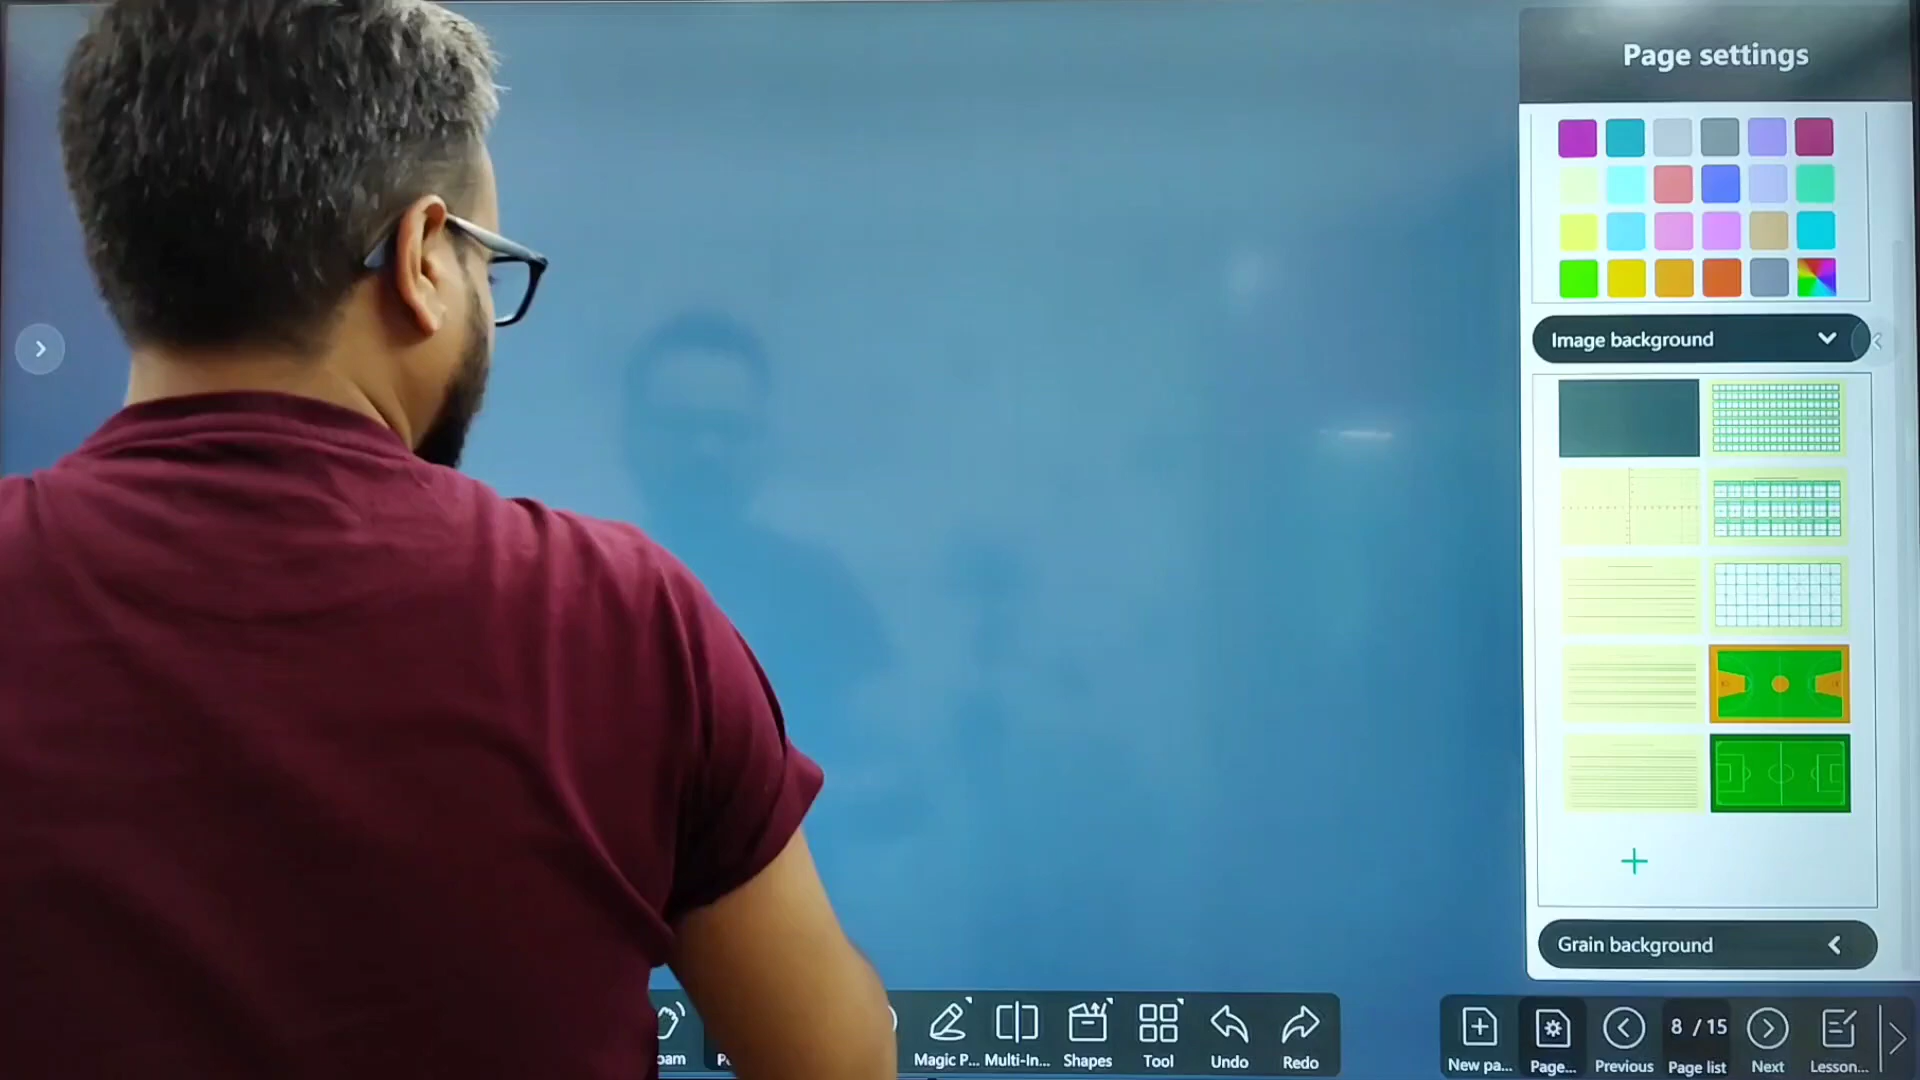 Page settings
Image background
Grain background
oam
Magic P...
Multi-In...
Shapes
Tool
Undo
Redo
New pa...
Page...
Previous
8 / 15
Page list
Next
Lesson...